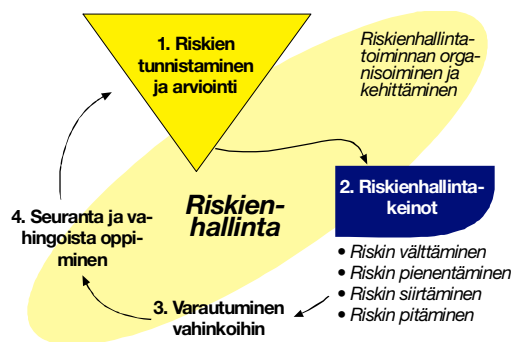 1. Riskien
tunnistaminen
ja arviointi
Riskienhallinta-
toiminnan orga-
nisoiminen ja
kehittäminen
2. Riskienhallinta-
keinot
• Riskin välttäminen
• Riskin pienentäminen
• Riskin siirtäminen
• Riskin pitäminen
3. Varautuminen
vahinkoihin
4. Seuranta ja va-
hingoista oppi-
minen
Riskien-
hallinta